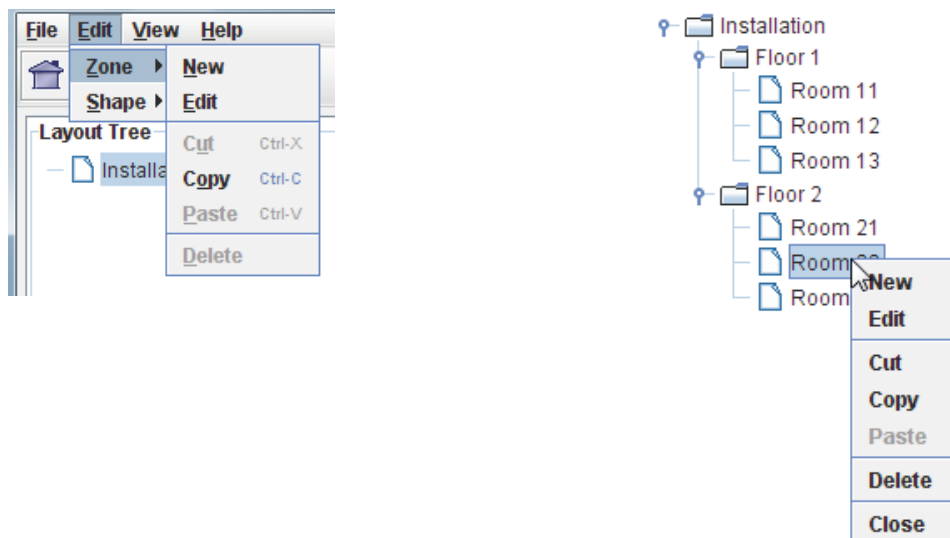 File Edit View Help
Zone New
Shape Edit
Layout Tree
Cut Ctrl-X
Installa
Copy Ctrl-C
Paste Ctrl-V
Delete
Installation
Floor 1
Room 11
Room 12
Room 13
Floor 2
Room 21
Room
Room
New
Edit
Cut
Copy
Paste
Delete
Close